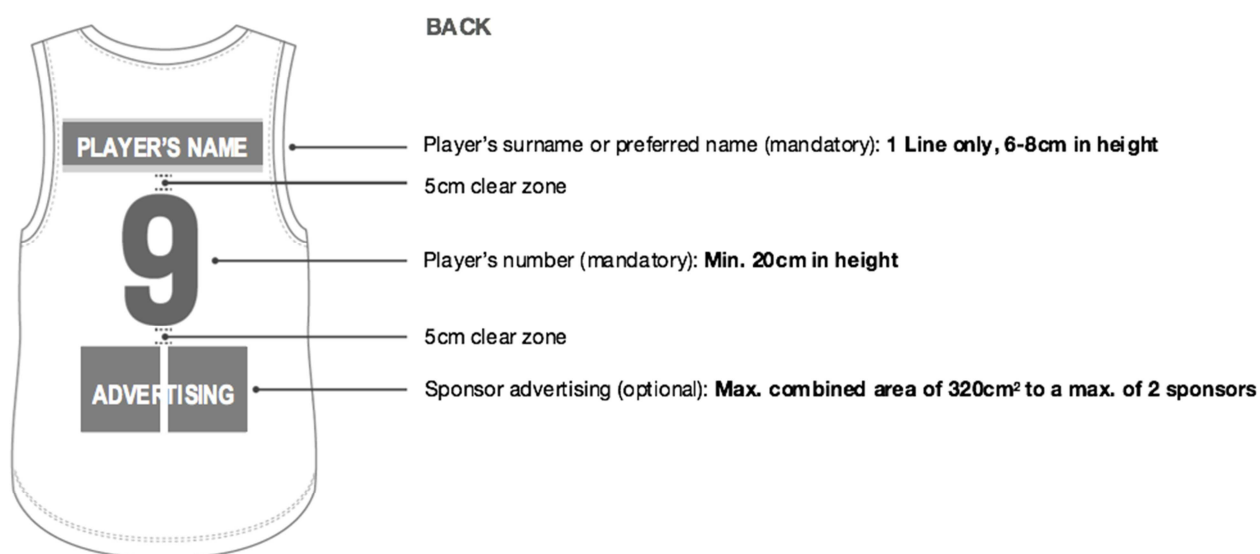 BACK
PLAYER'S NAME
Player's surname or preferred name (mandatory): 1 Line only, 6-8cm in height
5cm clear zone
9
Player's number (mandatory): Min. 20cm in height
5cm clear zone
ADVERTISING
Sponsor advertising (optional): Max. combined area of 320cm² to a max. of 2 sponsors